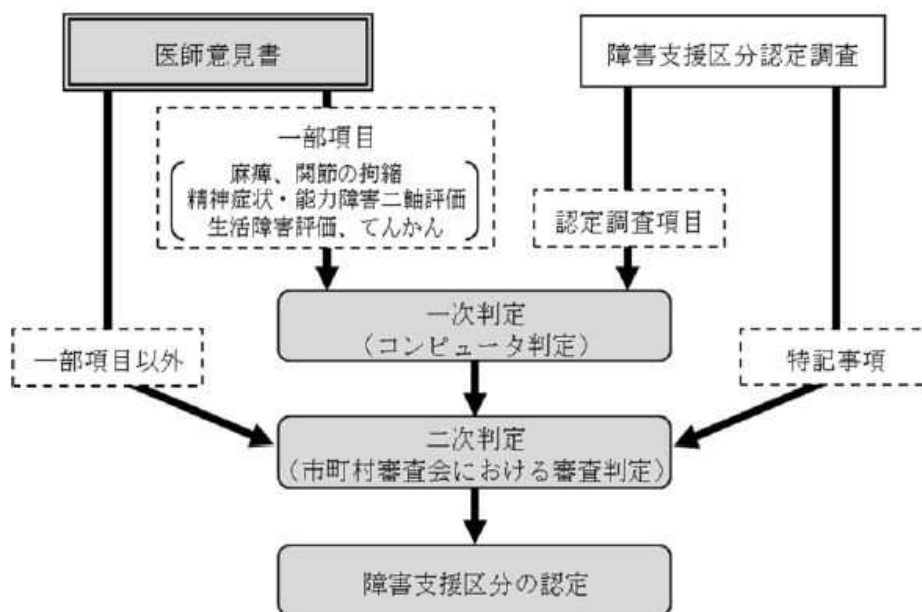 医師意見書
障害支援区分認定調査
一部項目
麻痺、関節の拘縮
精神症状・能力障害二軸評価
生活障害評価、てんかん
認定調査項目
一次判定
（コンピュータ判定）
一部項目以外
特記事項
二次判定
（市町村審査会における審査判定）
障害支援区分の認定